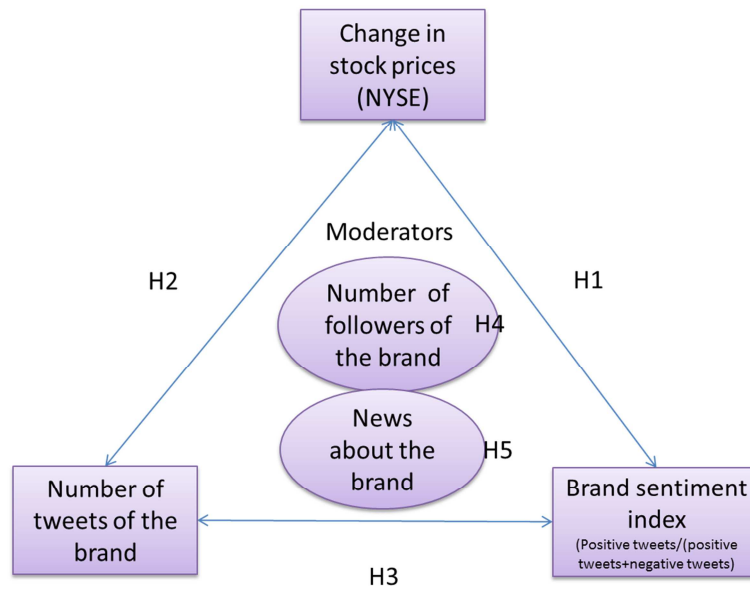 Change in
stock prices
(NYSE)
Moderators
H2
H1
Number of
followers of
the brand
H4
News
about the
brand
H5
Number of
tweets of the
brand
Brand sentiment
index
(Positive tweets/(positive
tweets+negative tweets)
H3